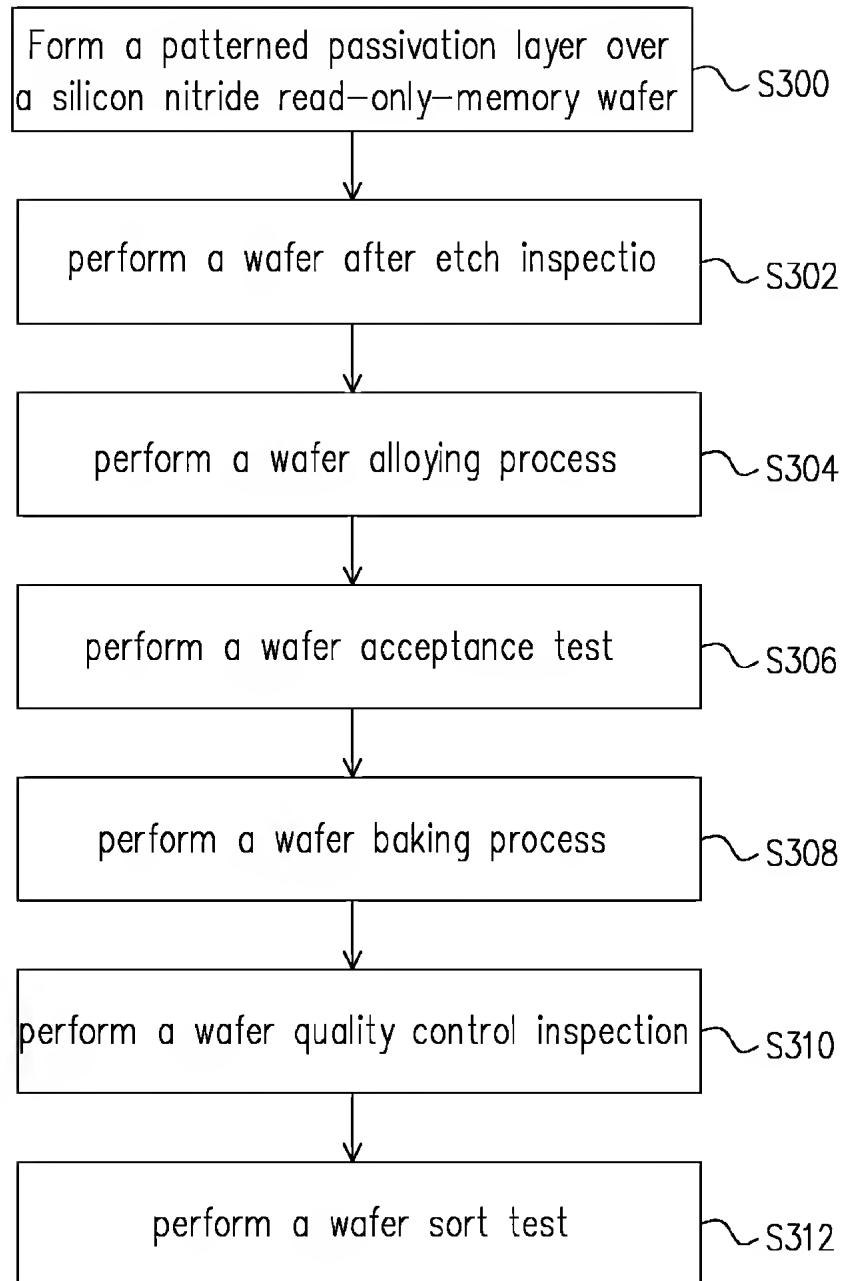 Form a patterned passivation layer over
a silicon nitride read-only-memory wafer
S300
perform a wafer after etch inspectio
S302
perform a wafer alloying process
S304
perform a wafer acceptance test
S306
perform a wafer baking process
S308
perform a wafer quality control inspection
S310
perform a wafer sort test
S312